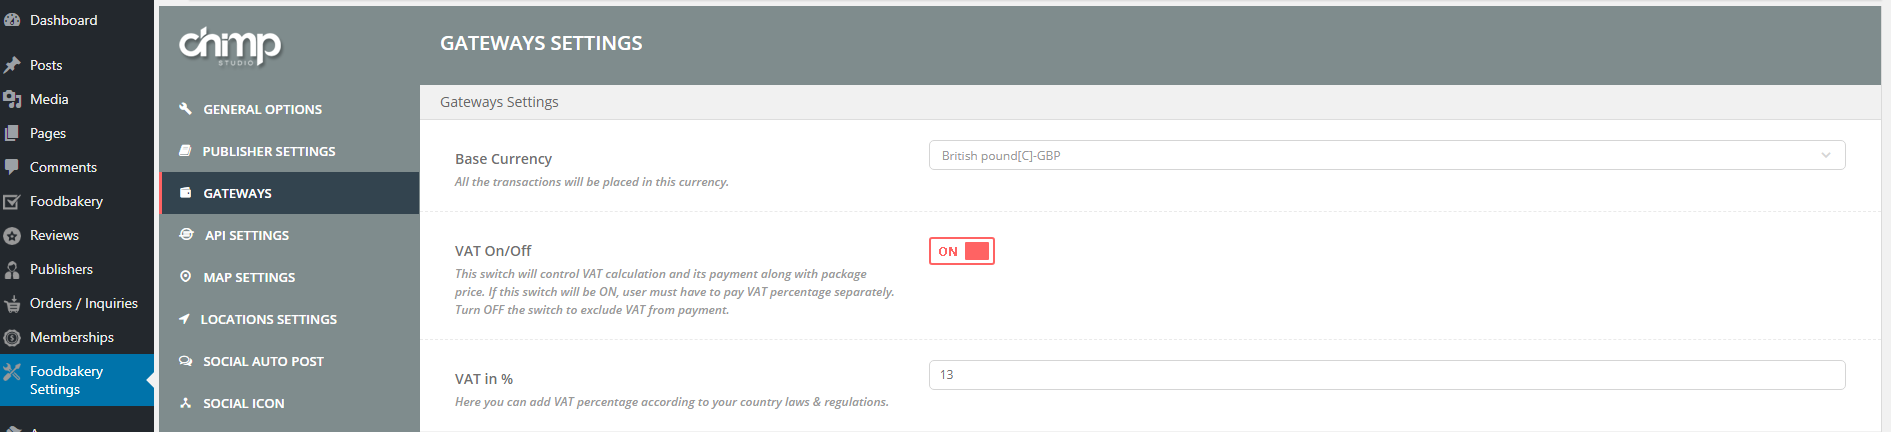 Dashboard
Posts
Media
Pages
Comments
Foodbakery
Reviews
Publishers
Orders / Inquiries
Memberships
Foodbakery
Settings
chimp
STUDIO
GENERAL OPTIONS
PUBLISHER SETTINGS
GATEWAYS
API SETTINGS
MAP SETTINGS
LOCATIONS SETTINGS
SOCIAL AUTO POST
SOCIAL ICON
GATEWAYS SETTINGS
Gateways Settings
Base Currency
All the transactions will be placed in this currency.
British pound[C]-GBP
VAT On/Off
This switch will control VAT calculation and its payment along with package
price. If this switch will be ON, user must have to pay VAT percentage separately.
Turn OFF the switch to exclude VAT from payment.
ON
VAT in %
Here you can add VAT percentage according to your country laws & regulations.
13